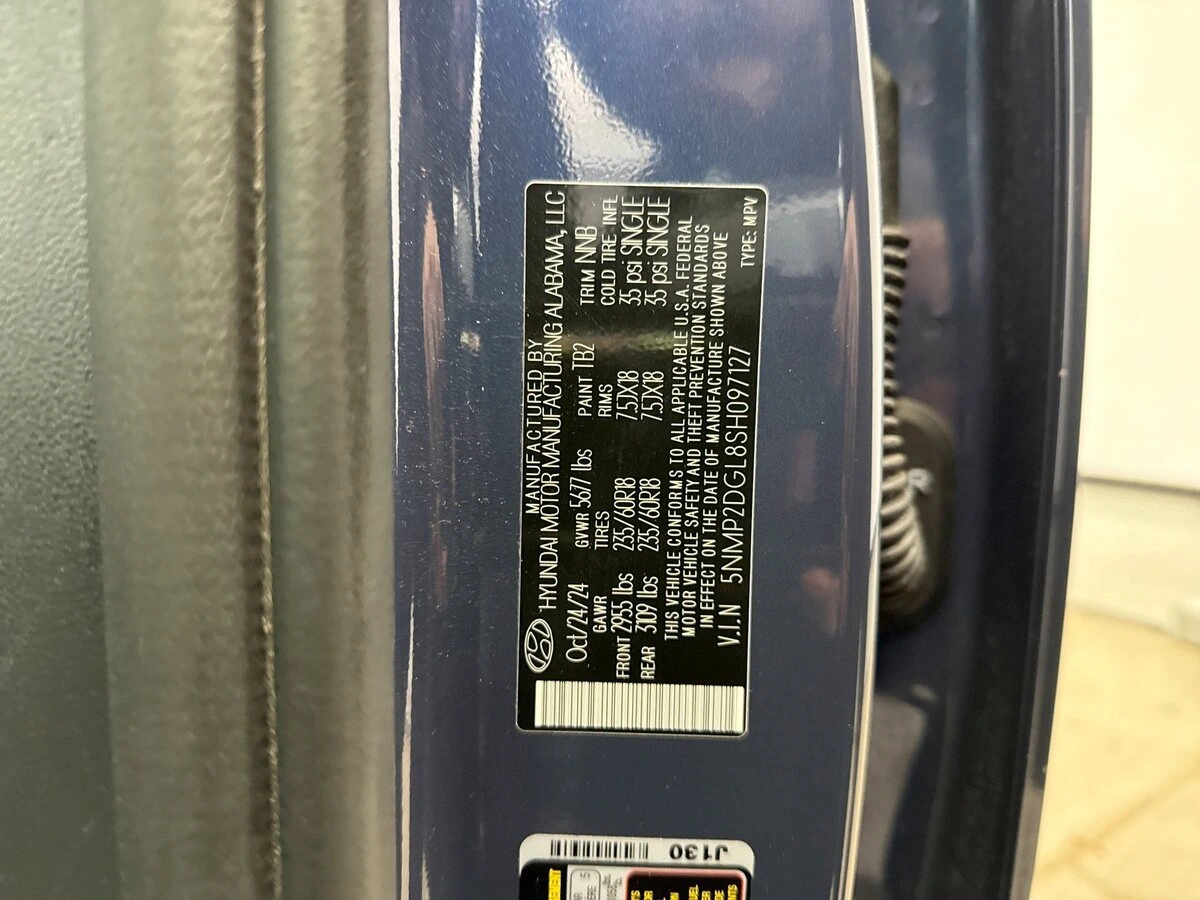 MANUFACTURED BY
HYUNDAI MOTOR MANUFACTURING ALABAMA, LLC
Oct/24/24 GVWR 5677 lbs PAINT TB2 TRIM NNB
GAWR TIRES RIMS COLD TIRE INFL
FRONT 2955 lbs 235/60R18 7.5JX18 35 psi SINGLE
REAR 3109 lbs 235/60R18 7.5JX18 35 psi SINGLE
THIS VEHICLE CONFORMS TO ALL APPLICABLE U.S.A. FEDERAL
MOTOR VEHICLE SAFETY AND THEFT PREVENTION STANDARDS
IN EFFECT ON THE DATE OF MANUFACTURE SHOWN ABOVE
V.I.N 5NMP2DGL8SH097127 TYPE: MPV
J130